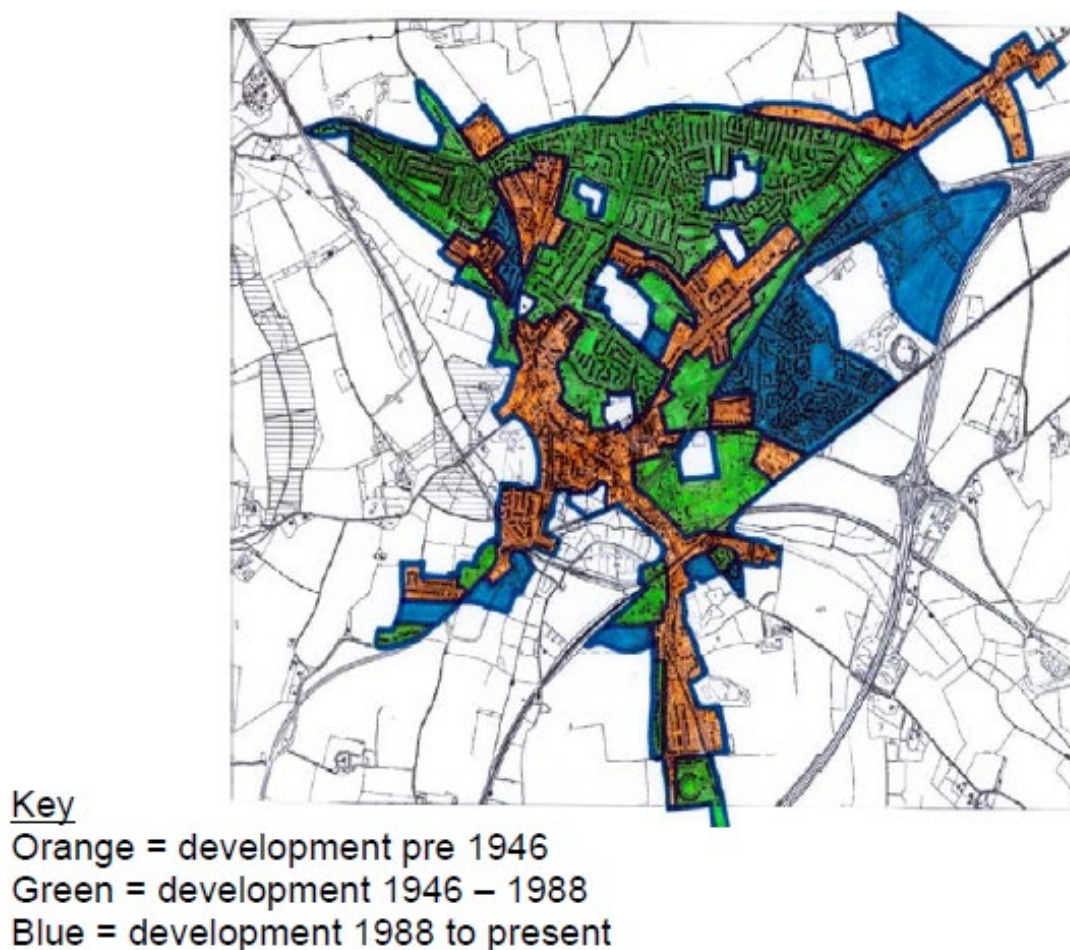 Key
Orange = development pre 1946
Green = development 1946 – 1988
Blue = development 1988 to present